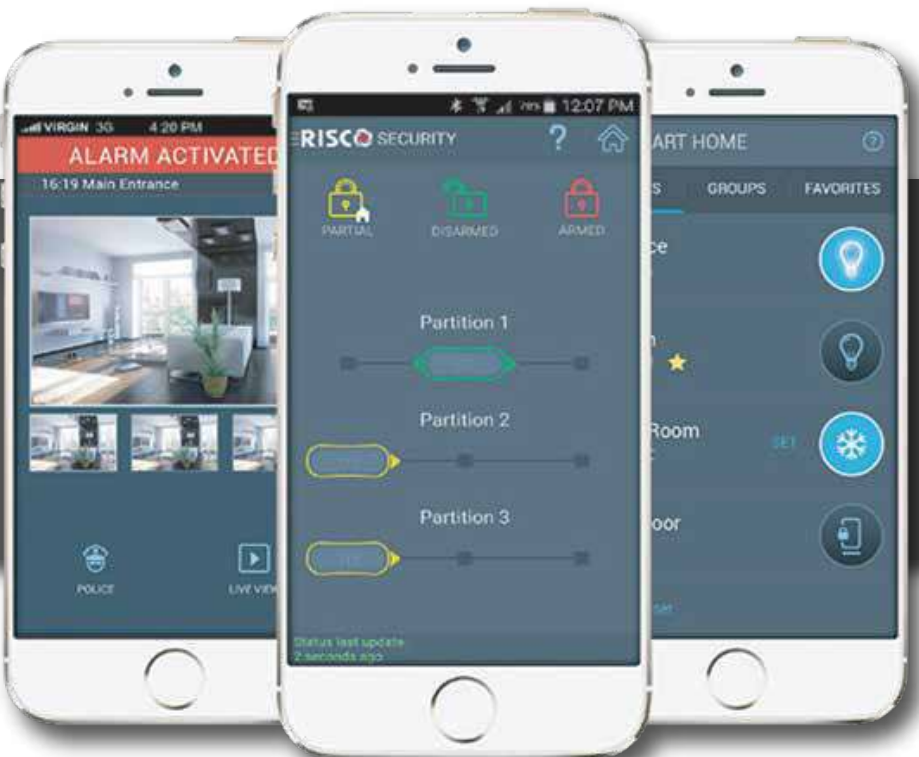 VIRGIN 3G 4:20 PM
ALARM ACTIVATED
16:19 Main Entrance
POLICE
LIVE VIEW
12:07 PM
RISCO SECURITY ?
PARTIAL DISARMED ARMED
Partition 1
Partition 2
Partition 3
Status last update
2 seconds ago
ART HOME ?
S GROUPS FAVORITES
ce
Room SET
oor